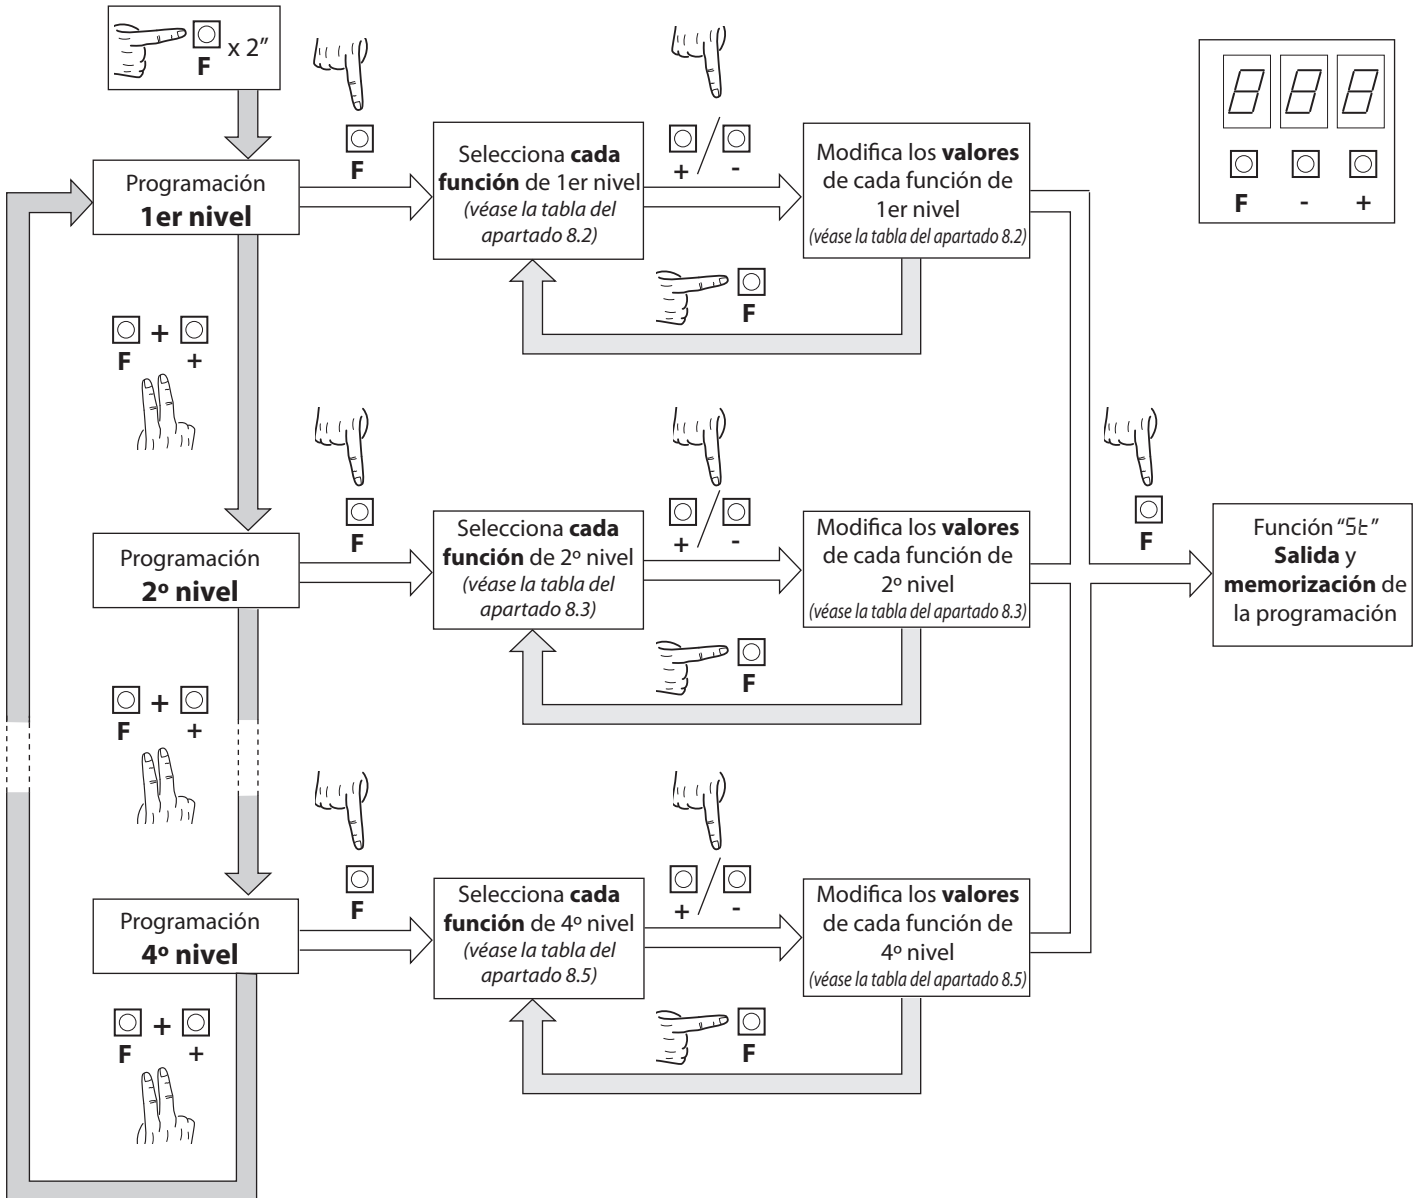 F x 2”
F
+ / -
F - +
Programación
1er nivel
Selecciona cada
función de 1er nivel
(véase la tabla del
apartado 8.2)
Modifica los valores
de cada función de
1er nivel
(véase la tabla del apartado 8.2)
F
F + +
F
+ / -
F
Programación
2º nivel
Selecciona cada
función de 2º nivel
(véase la tabla del
apartado 8.3)
Modifica los valores
de cada función de
2º nivel
(véase la tabla del apartado 8.3)
Función “St”
Salida y
memorización de
la programación
F
F + +
F
+ / -
Programación
4º nivel
Selecciona cada
función de 4º nivel
(véase la tabla del
apartado 8.5)
Modifica los valores
de cada función de
4º nivel
(véase la tabla del apartado 8.5)
F
F + +